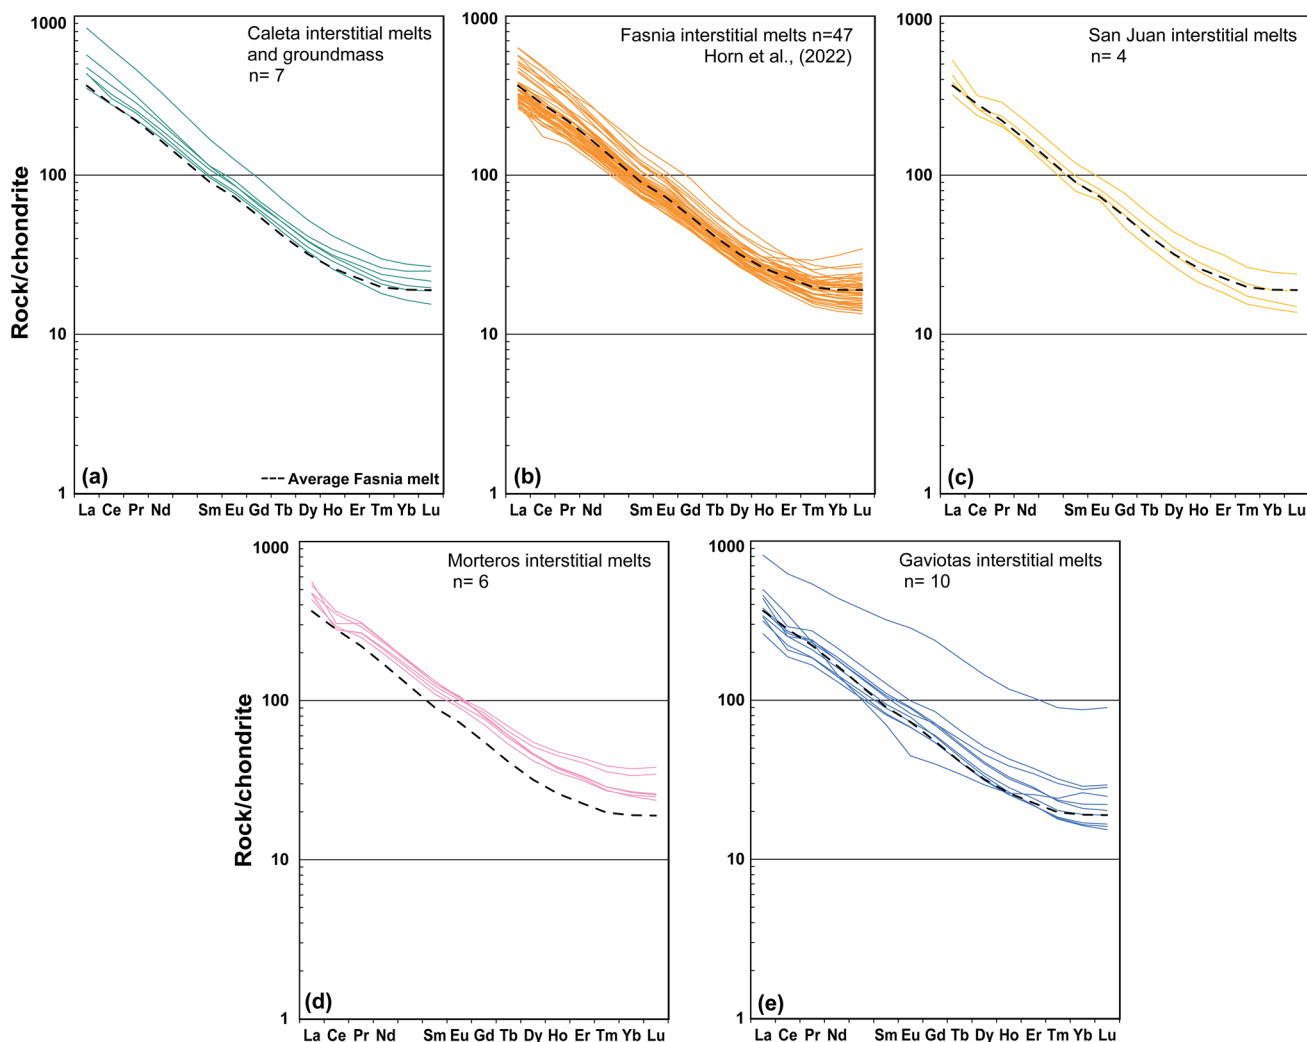 1000
100
10
1
Rock/chondrite
Caleta interstitial melts
and groundmass
n= 7
(a)
Average Fasnia melt
La Ce Pr Nd Sm Eu Gd Tb Dy Ho Er Tm Yb Lu
1000
100
10
1
Fasnia interstitial melts n=47
Horn et al., (2022)
(b)
La Ce Pr Nd Sm Eu Gd Tb Dy Ho Er Tm Yb Lu
1000
100
10
1
San Juan interstitial melts
n= 4
(c)
La Ce Pr Nd Sm Eu Gd Tb Dy Ho Er Tm Yb Lu
1000
100
10
1
Rock/chondrite
Morteros interstitial melts
n= 6
(d)
La Ce Pr Nd Sm Eu Gd Tb Dy Ho Er Tm Yb Lu
1000
100
10
1
Gaviotas interstitial melts
n= 10
(e)
La Ce Pr Nd Sm Eu Gd Tb Dy Ho Er Tm Yb Lu